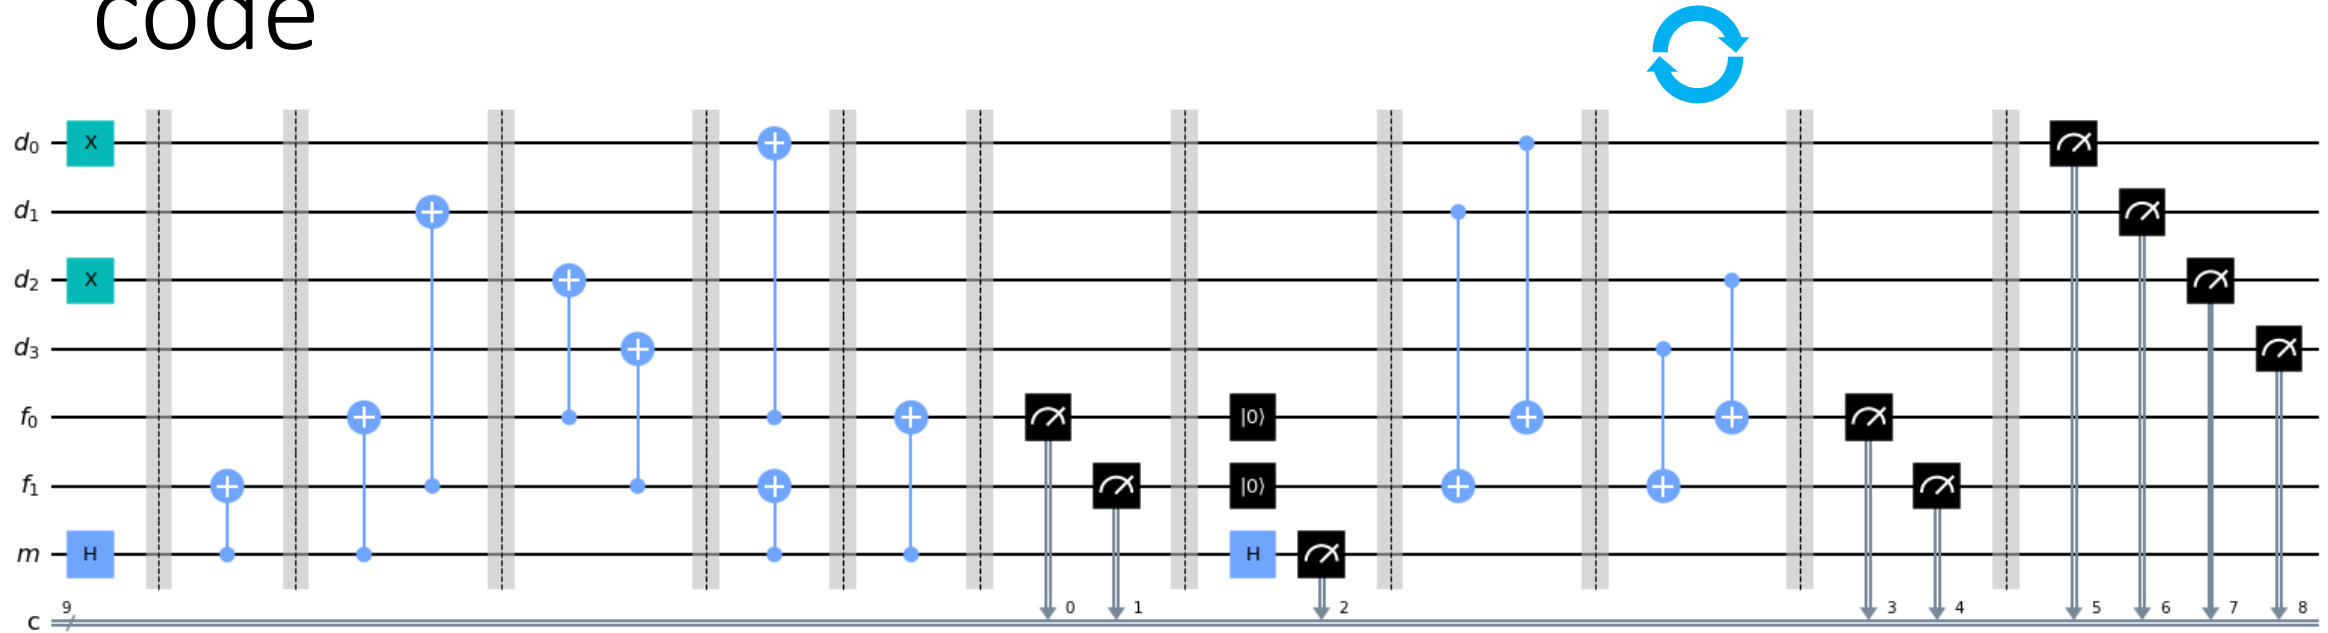 code
d0 X
d1
d2 X
d3
f0 |0⟩
f1 |0⟩
m H H
9 0 1 2 3 4 5 6 7 8
c